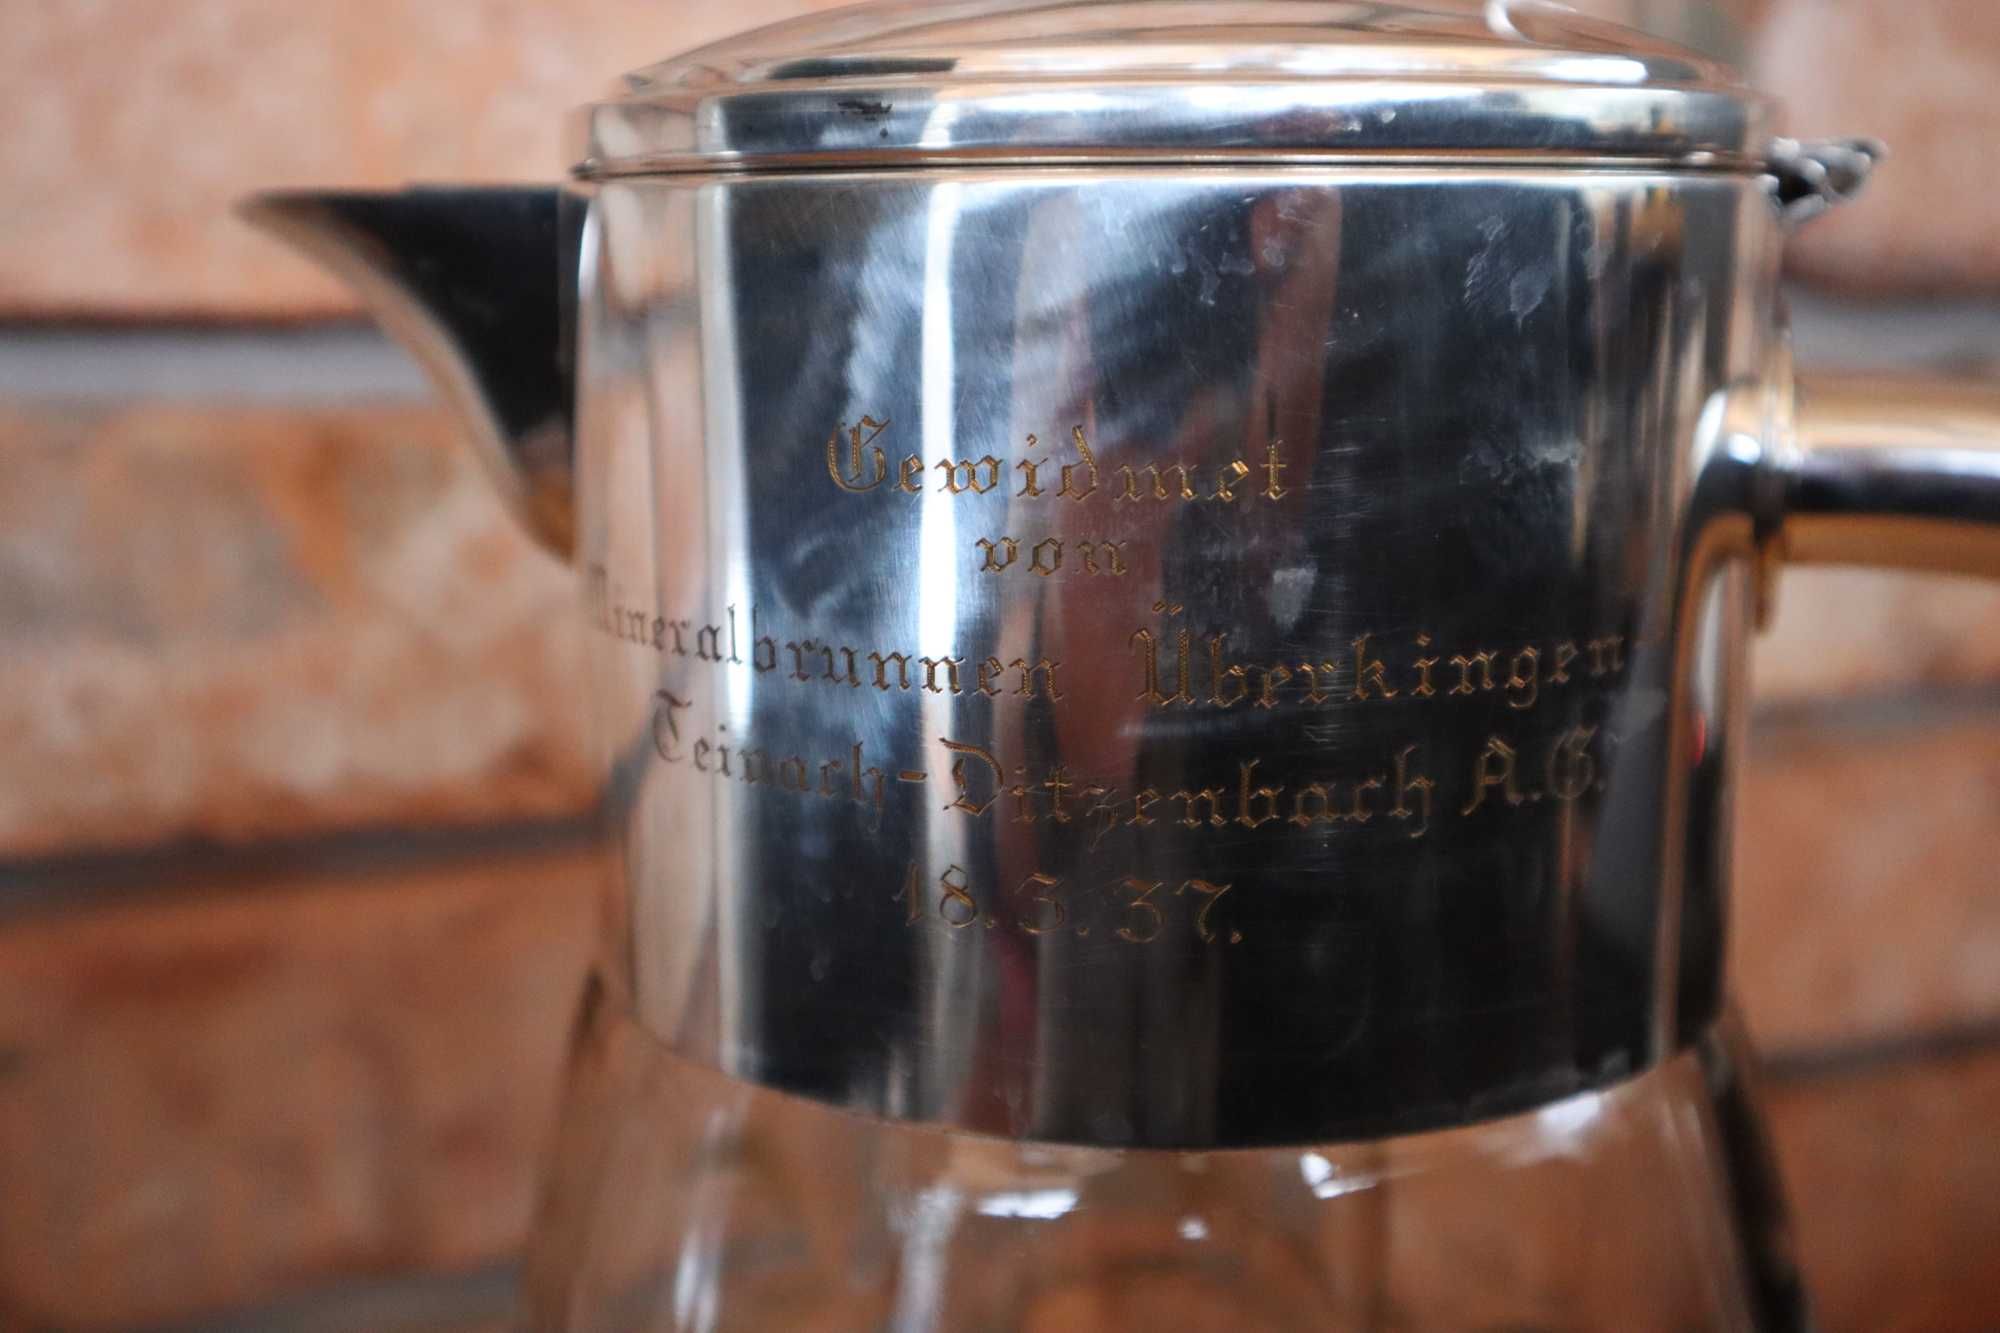 Gewidmet
von
Mineralbrunnen Überkingen
Teinach-Ditzenbach A.G.
18.3.37.